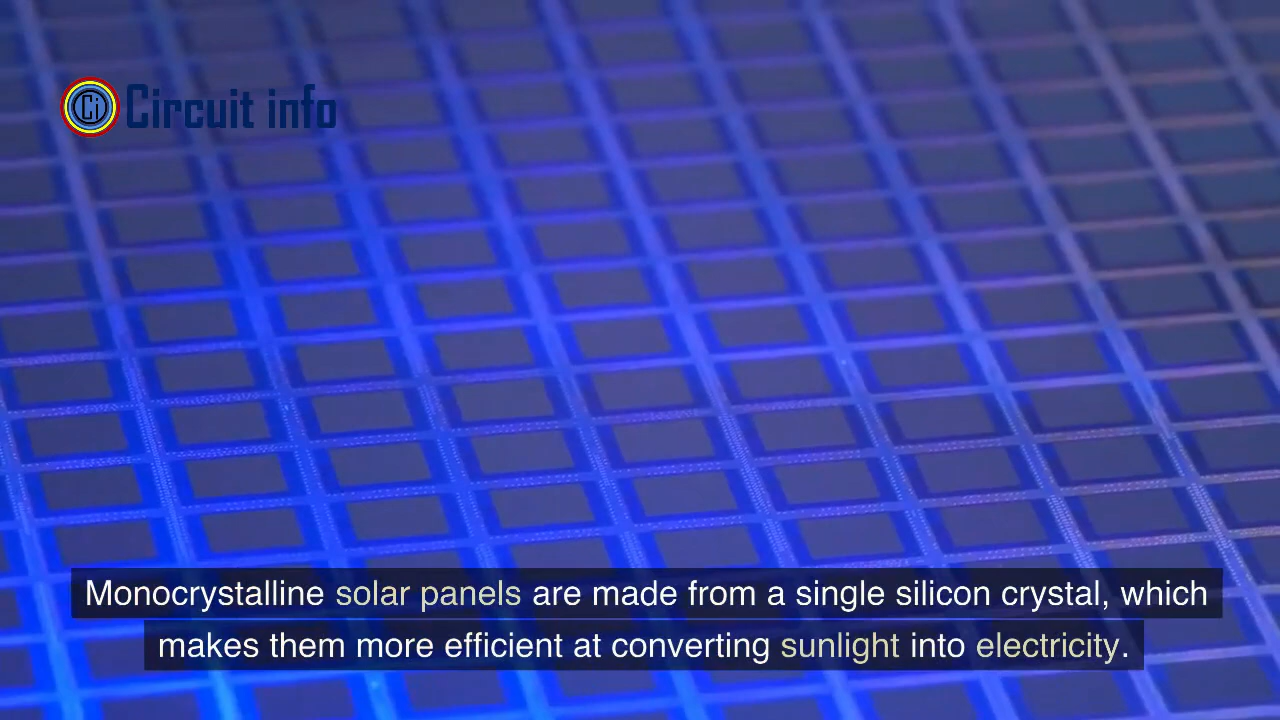 Ci Circuit info
Monocrystalline solar panels are made from a single silicon crystal, which
makes them more efficient at converting sunlight into electricity.